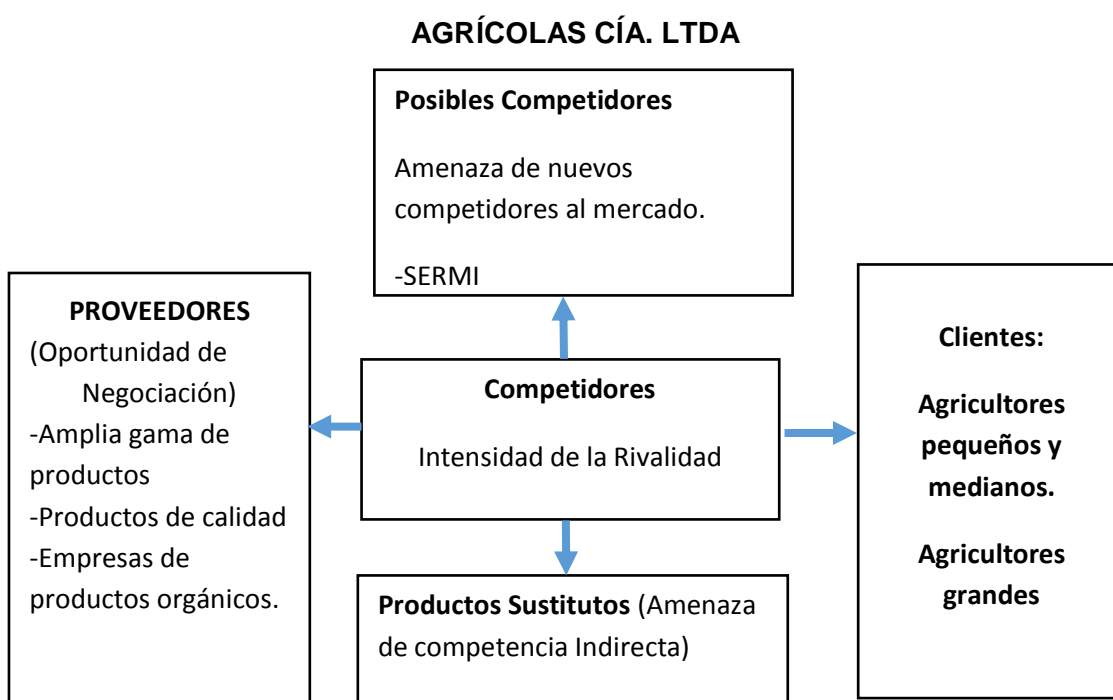 AGRÍCOLAS CÍA. LTDA
Posibles Competidores
Amenaza de nuevos
competidores al mercado.
-SERMI
PROVEEDORES
(Oportunidad de
Negociación)
-Amplia gama de
productos
-Productos de calidad
-Empresas de
productos orgánicos.
Competidores
Intensidad de la Rivalidad
Clientes:
Agricultores
pequeños y
medianos.
Agricultores
grandes
Productos Sustitutos (Amenaza
de competencia Indirecta)